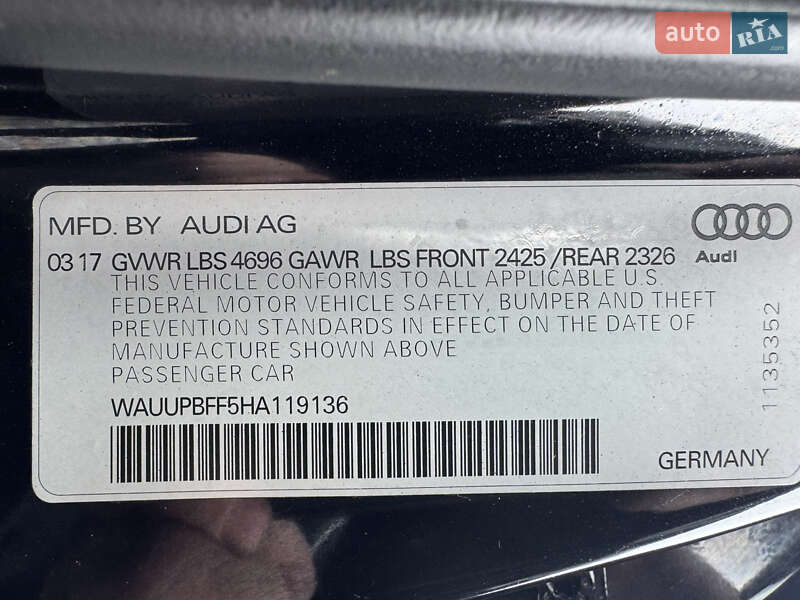 auto RIA
.com
MFD. BY AUDI AG
03 17 GVWR LBS 4696 GAWR LBS FRONT 2425 /REAR 2326
Audi
THIS VEHICLE CONFORMS TO ALL APPLICABLE U.S.
FEDERAL MOTOR VEHICLE SAFETY, BUMPER AND THEFT
PREVENTION STANDARDS IN EFFECT ON THE DATE OF
MANUFACTURE SHOWN ABOVE
PASSENGER CAR
1135352
WAUUPBFF5HA119136
GERMANY